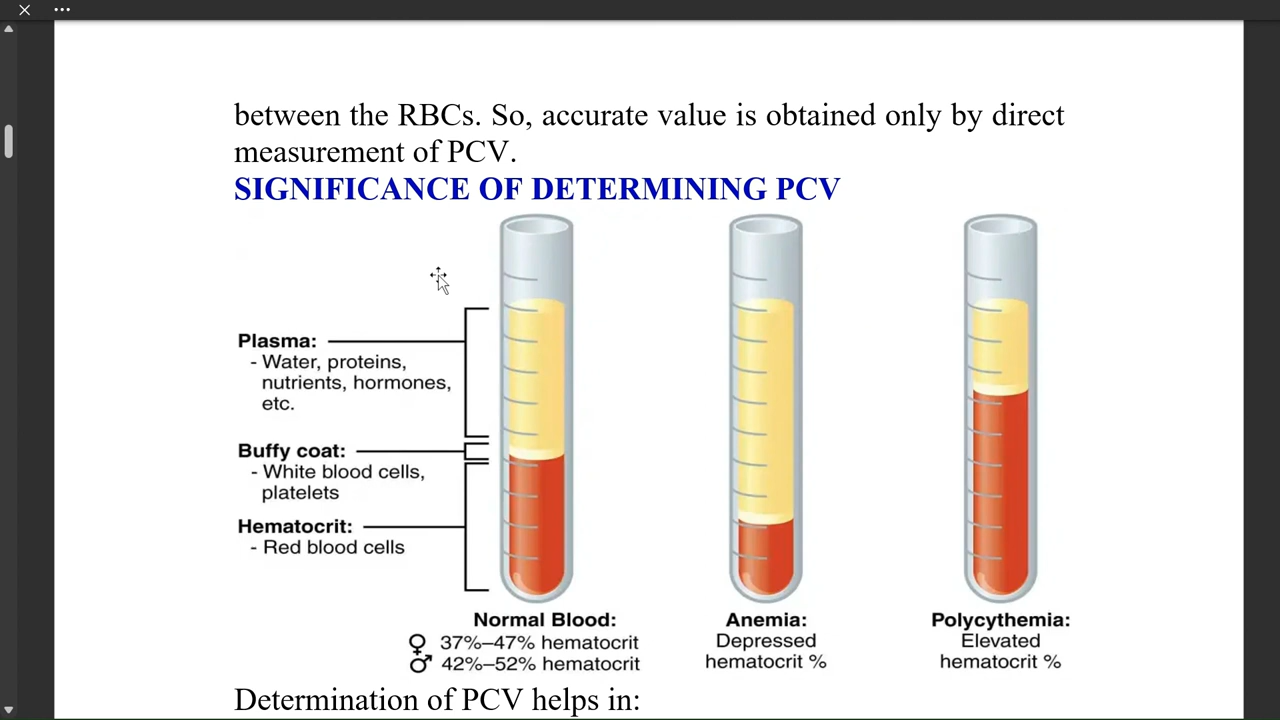 between the RBCs. So, accurate value is obtained only by direct
measurement of PCV.
SIGNIFICANCE OF DETERMINING PCV
Plasma:
- Water, proteins,
nutrients, hormones,
etc.
Buffy coat:
- White blood cells,
platelets
Hematocrit:
- Red blood cells
Normal Blood:
♀ 37%–47% hematocrit
♂ 42%–52% hematocrit
Anemia:
Depressed
hematocrit %
Polycythemia:
Elevated
hematocrit %
Determination of PCV helps in: